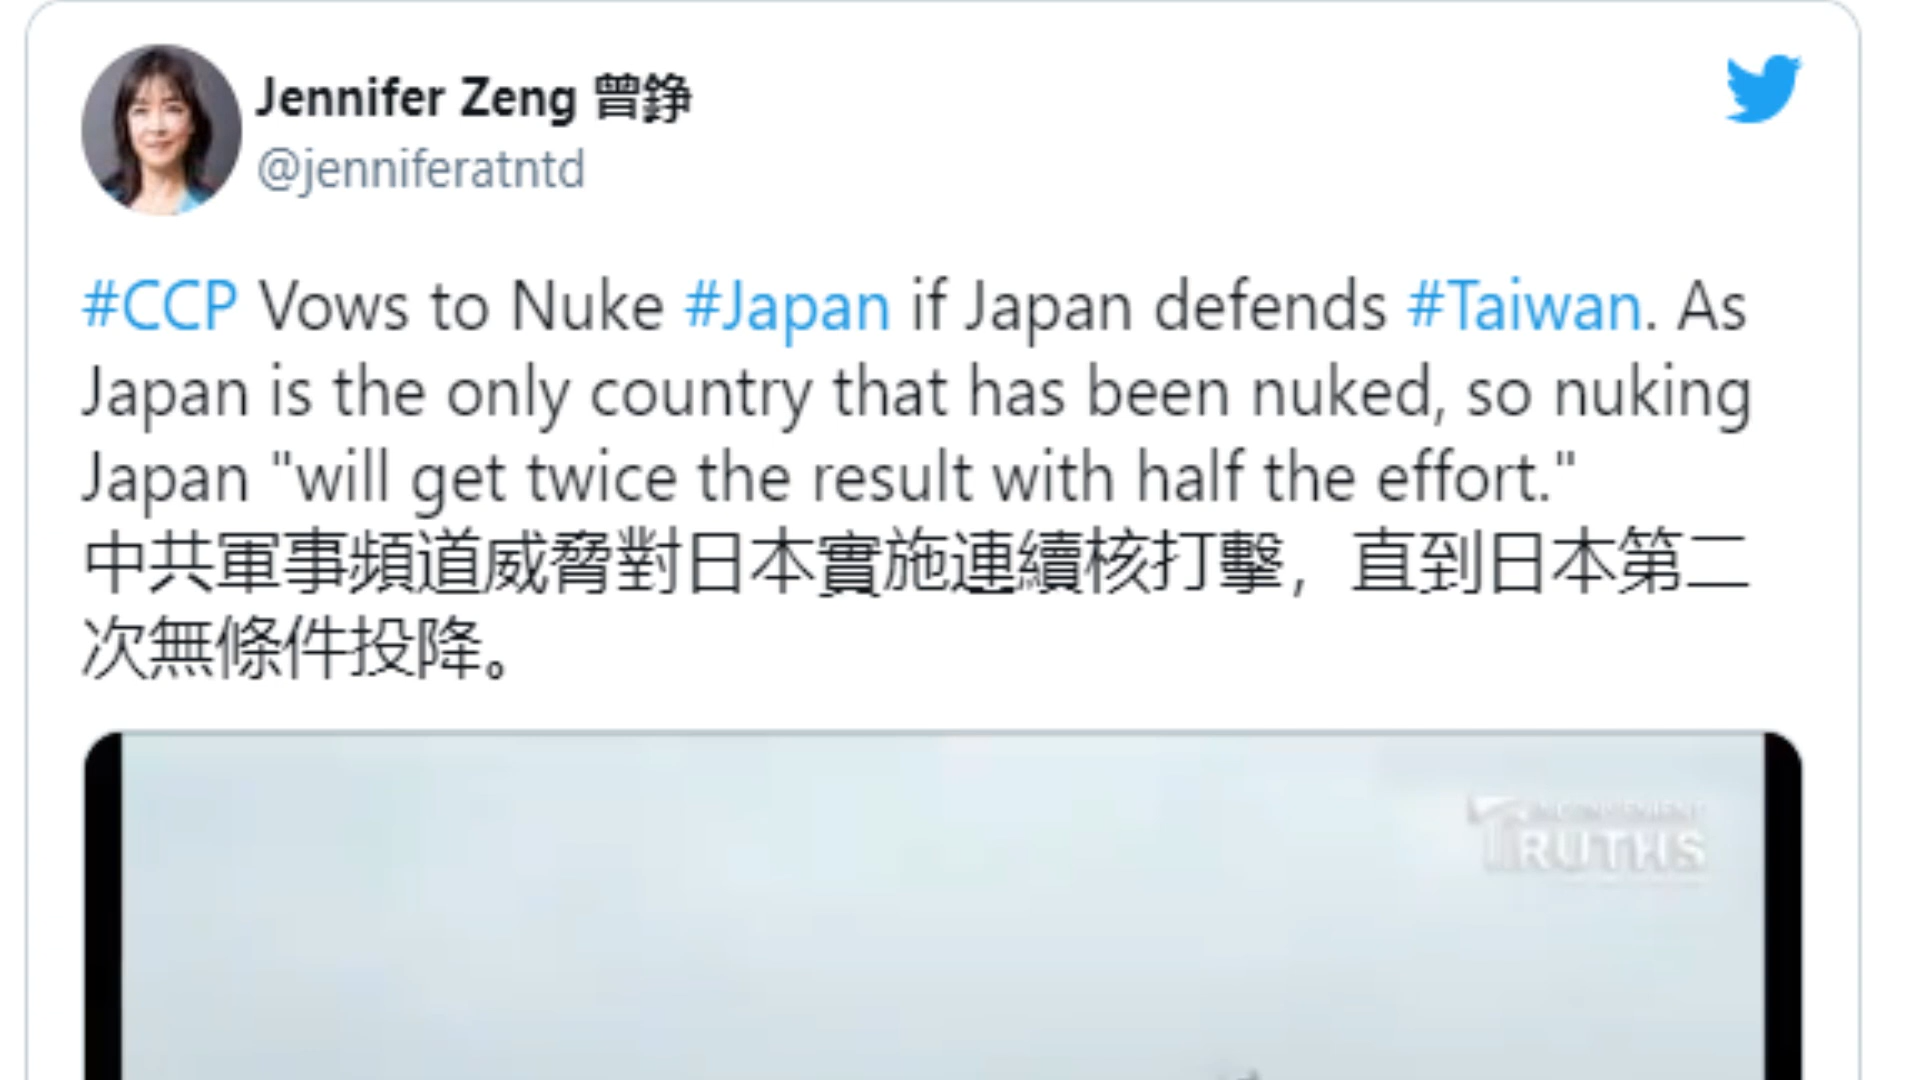 Jennifer Zeng 曾錚
@jenniferatntd
#CCP Vows to Nuke #Japan if Japan defends #Taiwan. As
Japan is the only country that has been nuked, so nuking
Japan "will get twice the result with half the effort."
中共軍事頻道威脅對日本實施連續核打擊，直到日本第二
次無條件投降。
INCONVENIENT
TRUTHS